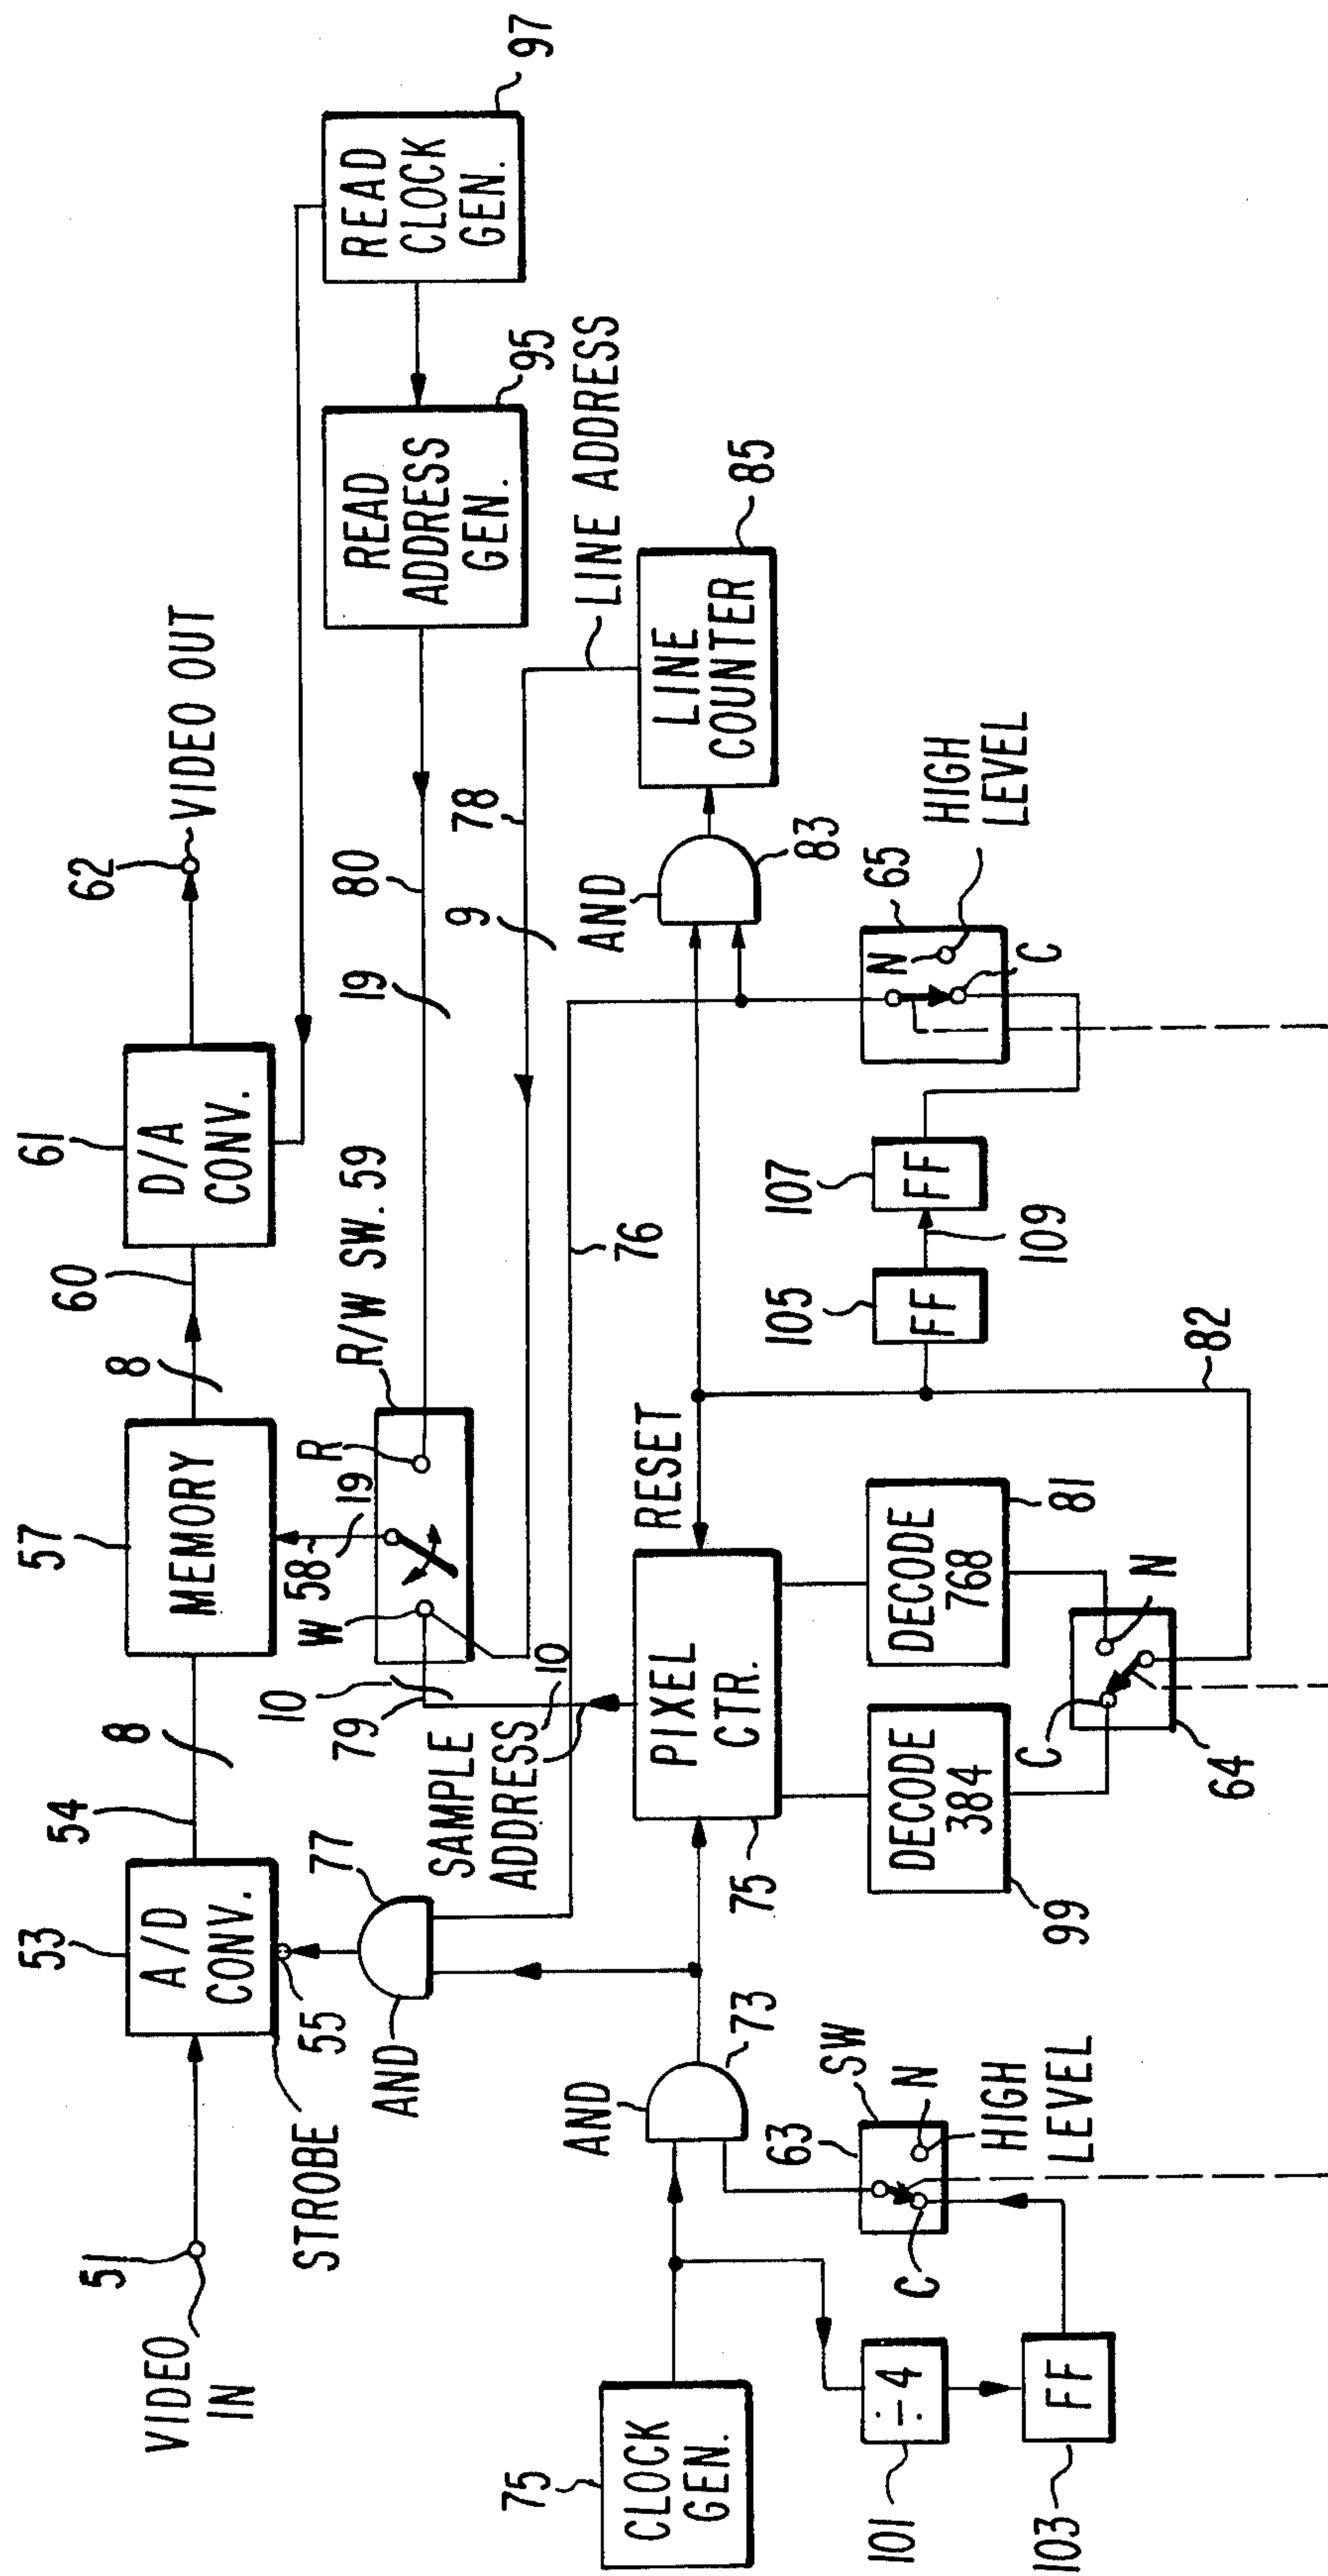 51
VIDEO
IN
STROBE
53
A/D
CONV.
55
54
8
57
MEMORY
8
60
61
D/A
CONV.
62
VIDEO OUT
AND
77
SAMPLE
ADDRESS
79
10
10
W
58
19
R
R/W SW. 59
19
80
9
78
76
READ
ADDRESS
GEN.
95
READ
CLOCK
GEN.
97
LINE ADDRESS
75
CLOCK
GEN.
AND
73
75
PIXEL
CTR.
RESET
AND
83
LINE
COUNTER
85
101
÷4
103
FF
63
SW
N
C
HIGH
LEVEL
99
DECODE
384
DECODE
768
81
C
N
64
82
105
FF
109
107
FF
65
N
C
HIGH
LEVEL